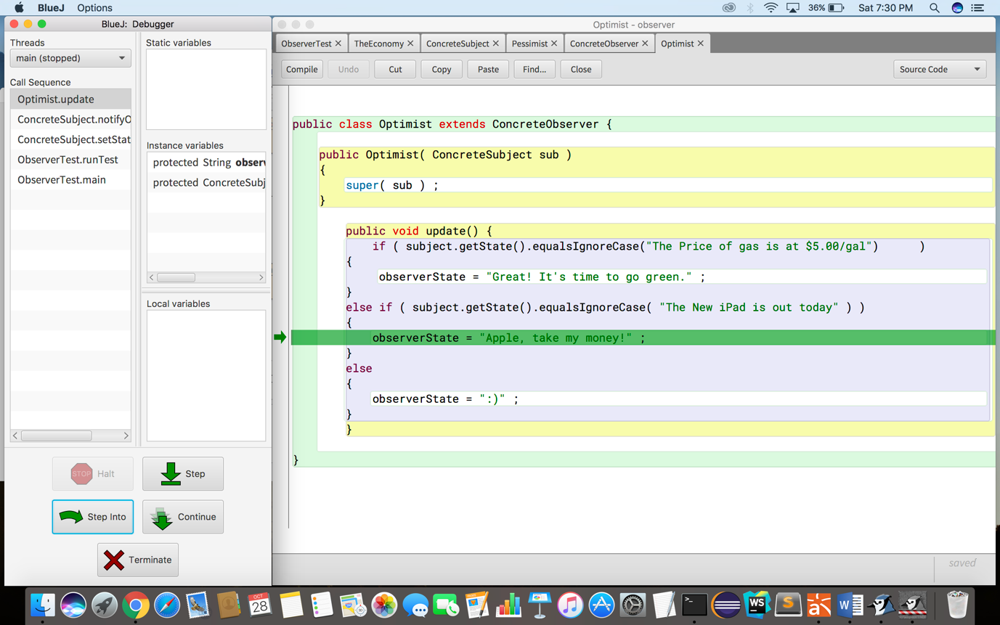 BlueJ Options 36% Sat 7:30 PM
BlueJ: Debugger
Threads
main (stopped)
Call Sequence
Optimist.update
ConcreteSubject.notifyO
ConcreteSubject.setStat
ObserverTest.runTest
ObserverTest.main
Static variables
Instance variables
protected String observ
protected ConcreteSubj
Local variables
STOP Halt
Step
Step Into
Continue
Terminate
Optimist - observer
ObserverTest TheEconomy ConcreteSubject Pessimist ConcreteObserver Optimist
Compile Undo Cut Copy Paste Find... Close Source Code
public class Optimist extends ConcreteObserver {
public Optimist( ConcreteSubject sub )
{
super( sub ) ;
}
public void update() {
if ( subject.getState().equalsIgnoreCase("The Price of gas is at $5.00/gal") )
{
observerState = "Great! It's time to go green." ;
}
else if ( subject.getState().equalsIgnoreCase( "The New iPad is out today" ) )
{
observerState = "Apple, take my money!" ;
}
else
{
observerState = ":)" ;
}
}
}
saved
OCT
28
WS
S
W